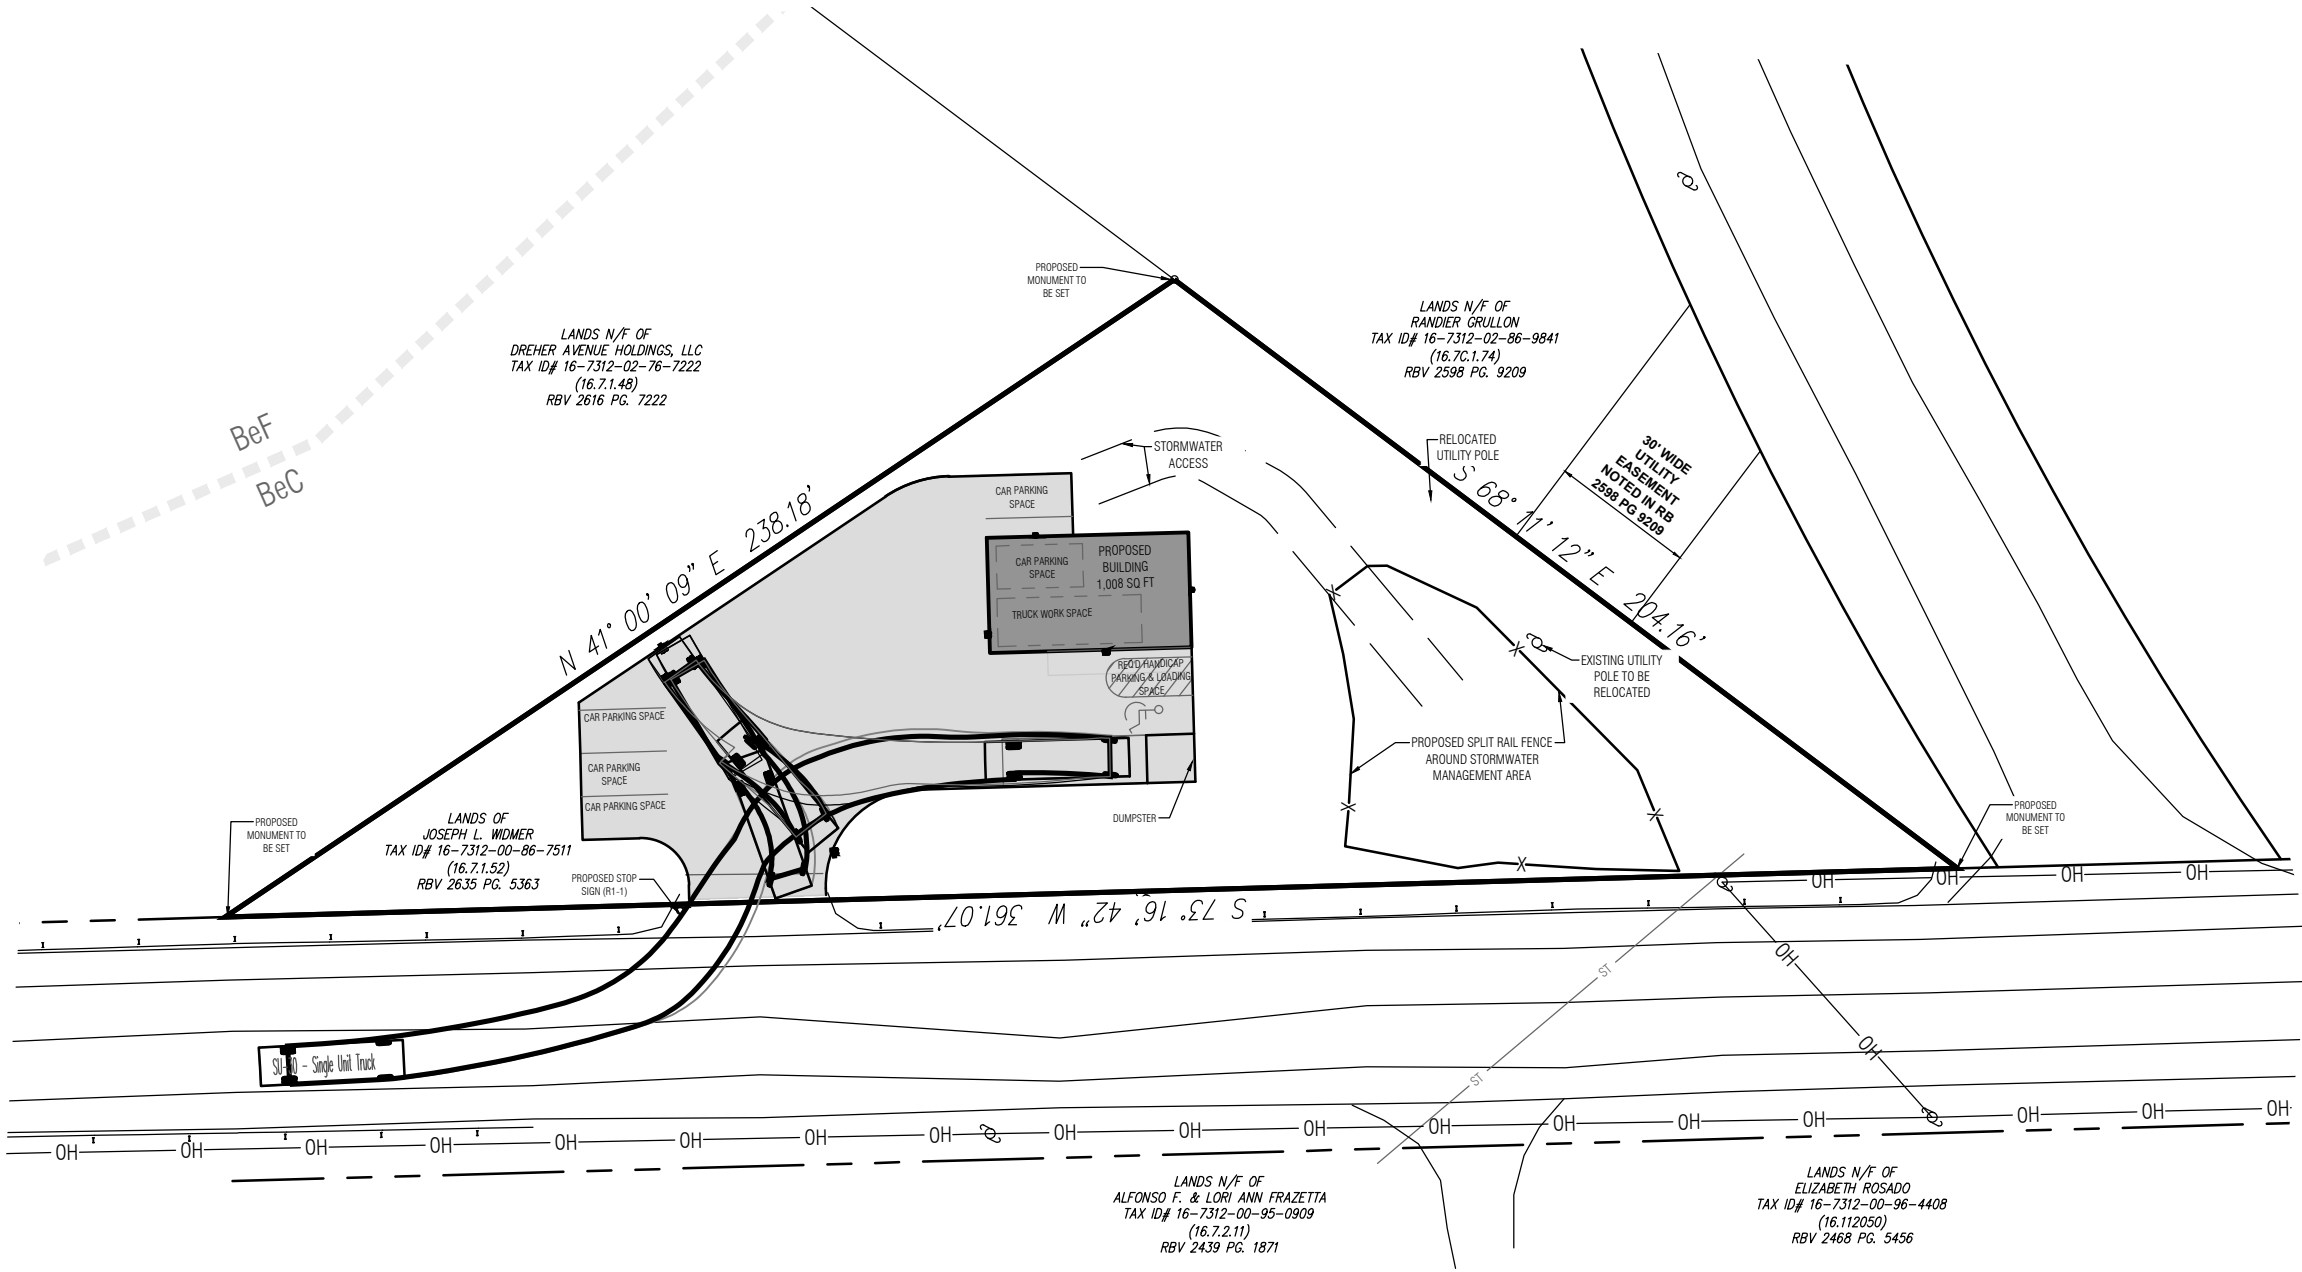 BeF
BeC
LANDS N/F OF
DREHER AVENUE HOLDINGS, LLC
TAX ID# 16-7312-02-76-7222
(16.7.1.48)
RBV 2616 PG. 7222
PROPOSED
MONUMENT TO
BE SET
LANDS N/F OF
RANDIER GRULLON
TAX ID# 16-7312-02-86-9841
(16.7C.1.74)
RBV 2598 PG. 9209
RELOCATED
UTILITY POLE
30' WIDE
UTILITY
EASEMENT
NOTED IN RB
2598 PG 9209
N 41° 00' 09" E 238.18'
S 68° 11' 12" E 204.16'
STORMWATER
ACCESS
CAR PARKING
SPACE
CAR PARKING
SPACE
PROPOSED
BUILDING
1,008 SQ FT
TRUCK WORK SPACE
REQ'D HANDICAP
PARKING & LOADING
SPACE
X
X
X
X
X
EXISTING UTILITY
POLE TO BE
RELOCATED
CAR PARKING SPACE
CAR PARKING
SPACE
CAR PARKING SPACE
PROPOSED SPLIT RAIL FENCE
AROUND STORMWATER
MANAGEMENT AREA
DUMPSTER
PROPOSED
MONUMENT TO
BE SET
LANDS OF
JOSEPH L. WIDMER
TAX ID# 16-7312-00-86-7511
(16.7.1.52)
RBV 2635 PG. 5363
PROPOSED STOP
SIGN (R1-1)
PROPOSED
MONUMENT TO
BE SET
S 73° 16' 42" W 361.07'
OH OH OH OH
OH
OH
ST
ST
Single Unit Truck
OH OH OH OH OH OH OH OH OH OH OH OH OH OH OH OH OH OH
LANDS N/F OF
ALFONSO F. & LORI ANN FRAZETTA
TAX ID# 16-7312-00-95-0909
(16.7.2.11)
RBV 2439 PG. 1871
LANDS N/F OF
ELIZABETH ROSADO
TAX ID# 16-7312-00-96-4408
(16.112050)
RBV 2468 PG. 5456